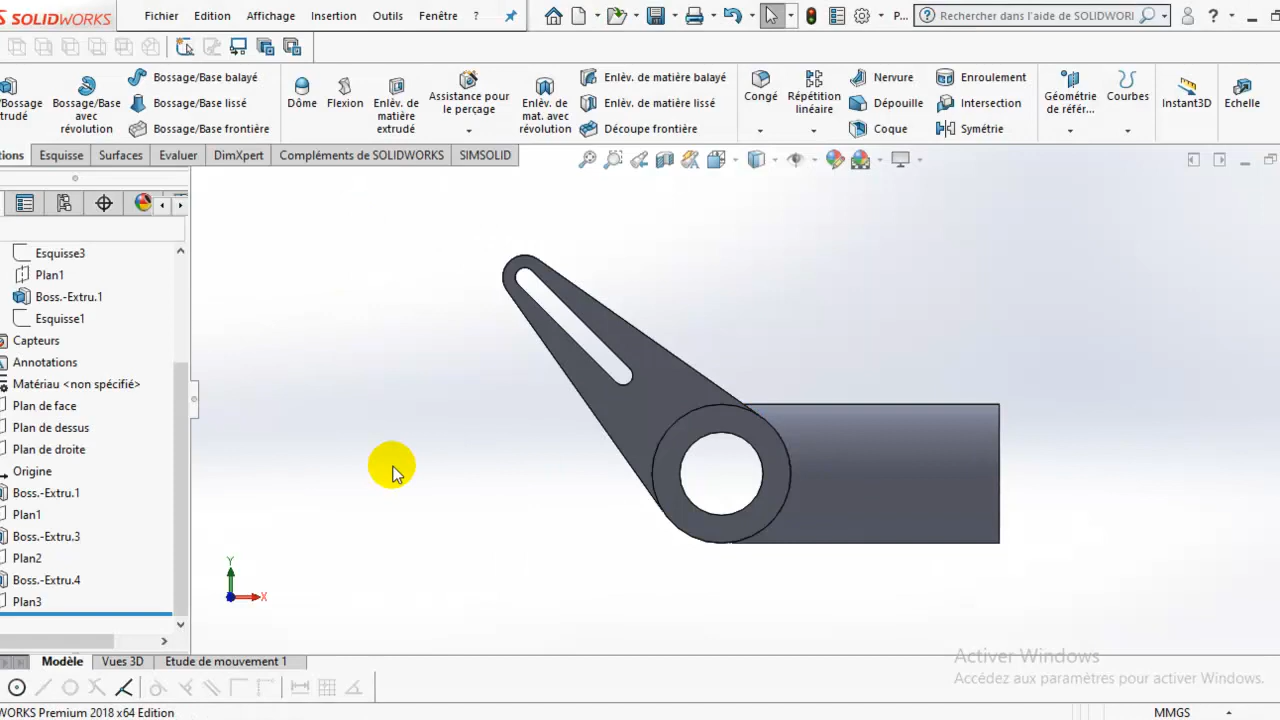 SOLIDWORKS Fichier Edition Affichage Insertion Outils Fenêtre ? P... Rechercher dans l'aide de SOLIDWORI ?
Bossage/Base balayé
Bossage/Base lissé
Bossage/Base frontière
/Bossage
trudé
Bossage/Base
avec
révolution
Dôme
Flexion
Enlèv. de
matière
extrudé
Assistance pour
le perçage
Enlèv. de
mat. avec
révolution
Enlèv. de matière balayé
Enlèv. de matière lissé
Découpe frontière
Congé
Répétition
linéaire
Nervure
Dépouille
Coque
Enroulement
Intersection
Symétrie
Géométrie
de référ...
Courbes
Instant3D
Echelle
tions Esquisse Surfaces Evaluer DimXpert Compléments de SOLIDWORKS SIMSOLID
Esquisse3
Plan1
Boss.-Extru.1
Esquisse1
Capteurs
Annotations
Matériau <non spécifié>
Plan de face
Plan de dessus
Plan de droite
Origine
Boss.-Extru.1
Plan1
Boss.-Extru.3
Plan2
Boss.-Extru.4
Plan3
Y
X
Activer Windows
Accédez aux paramètres pour activer Windows.
Modèle Vues 3D Etude de mouvement 1
WORKS Premium 2018 x64 Edition MMGS